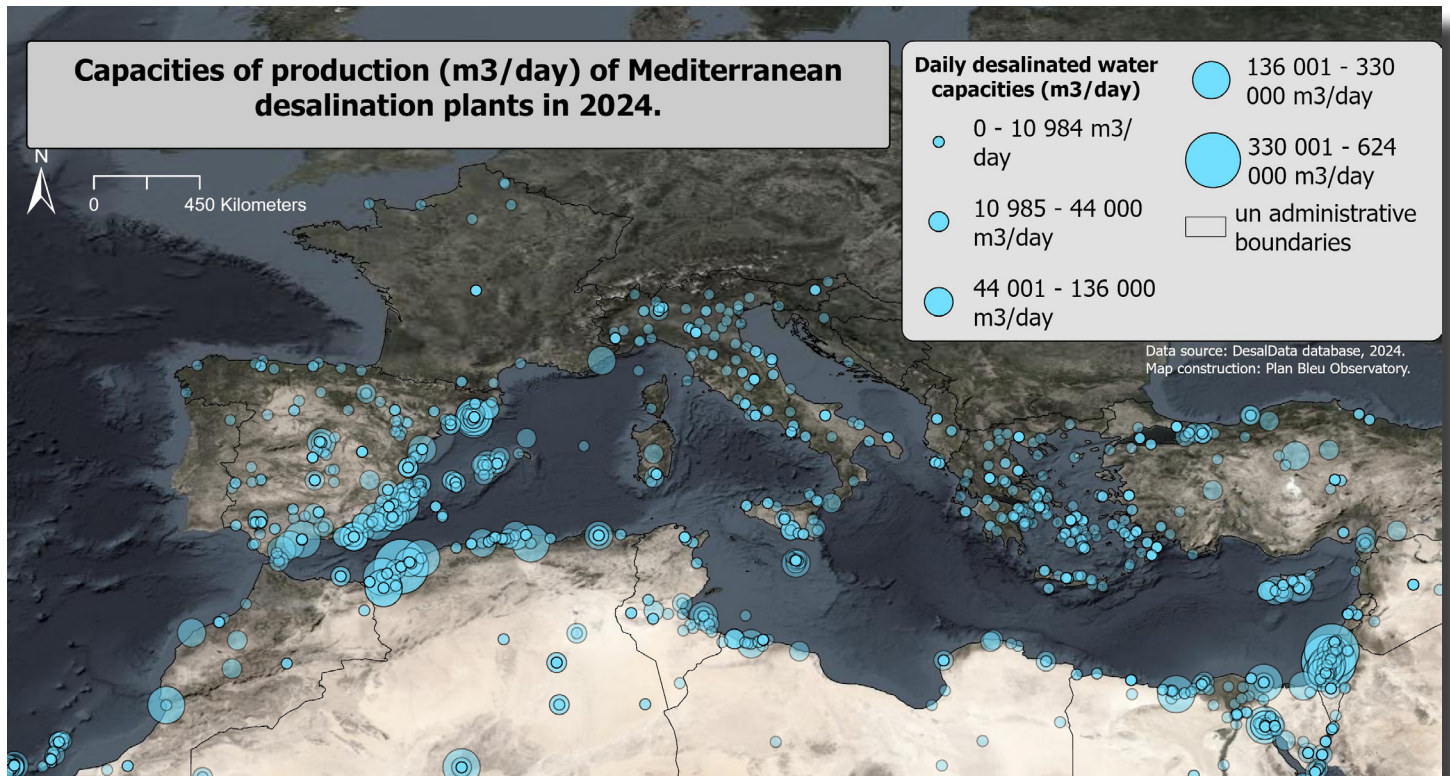 Capacities of production (m3/day) of Mediterranean
desalination plants in 2024.
N
0 450 Kilometers
Daily desalinated water
capacities (m3/day)
0 - 10 984 m3/
day
10 985 - 44 000
m3/day
44 001 - 136 000
m3/day
136 001 - 330
000 m3/day
330 001 - 624
000 m3/day
un administrative
boundaries
Data source: DesalData database, 2024.
Map construction: Plan Bleu Observatory.